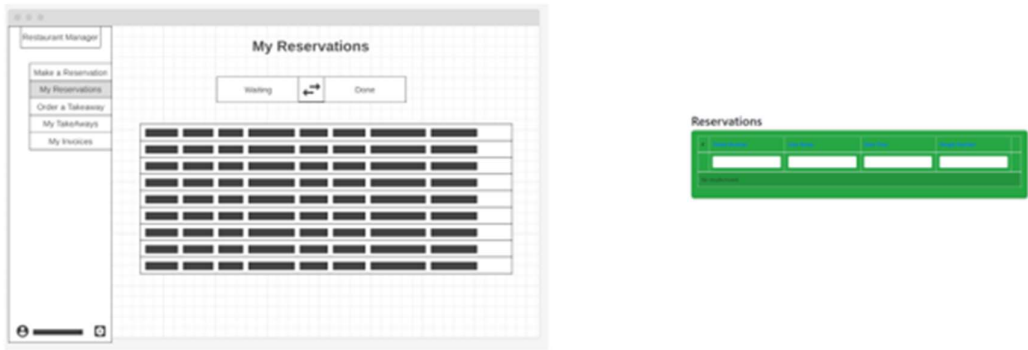 Restaurant Manager
My Reservations
Make a Reservation
My Reservations
Order a Takeaway
My TakeAways
My Invoices
Waiting
Done
Reservations